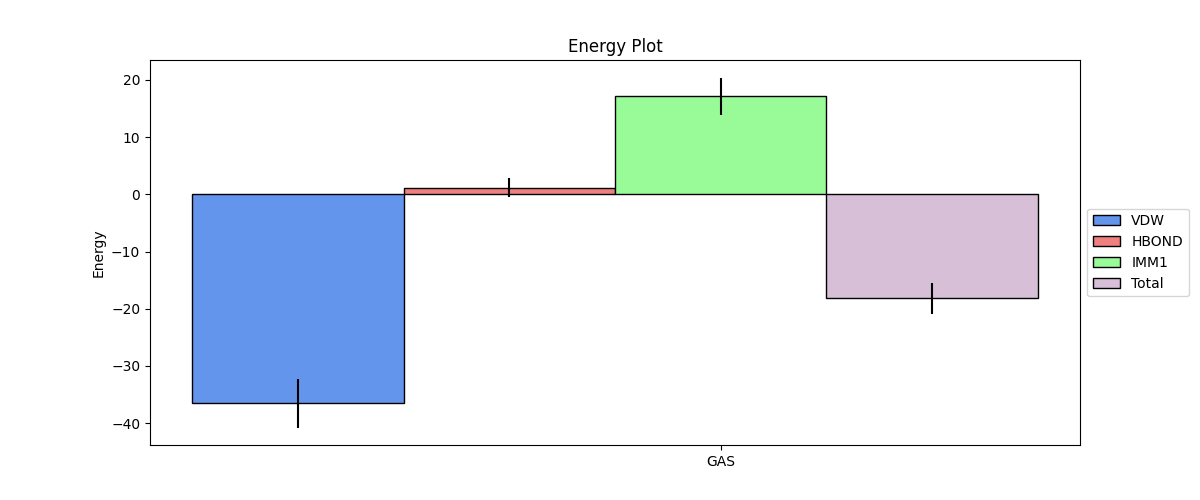 Energy Plot
20
10
0
−10
−20
−30
−40
Energy
GAS
VDW
HBOND
IMM1
Total